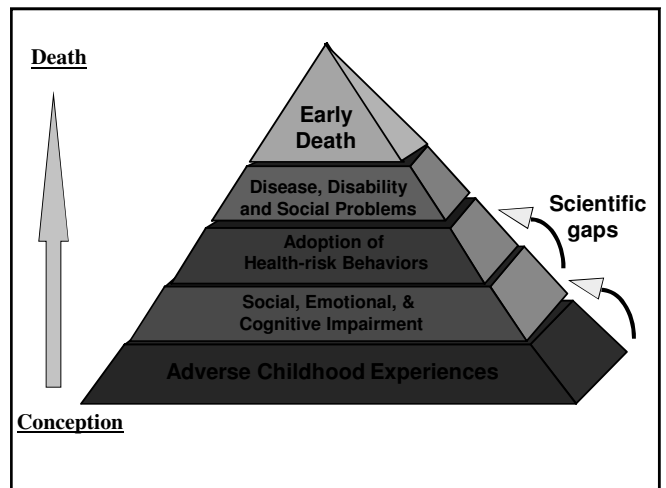 Death
Early
Death
Disease, Disability
and Social Problems
Scientific
gaps
Adoption of
Health-risk Behaviors
Social, Emotional, &
Cognitive Impairment
Adverse Childhood Experiences
Conception